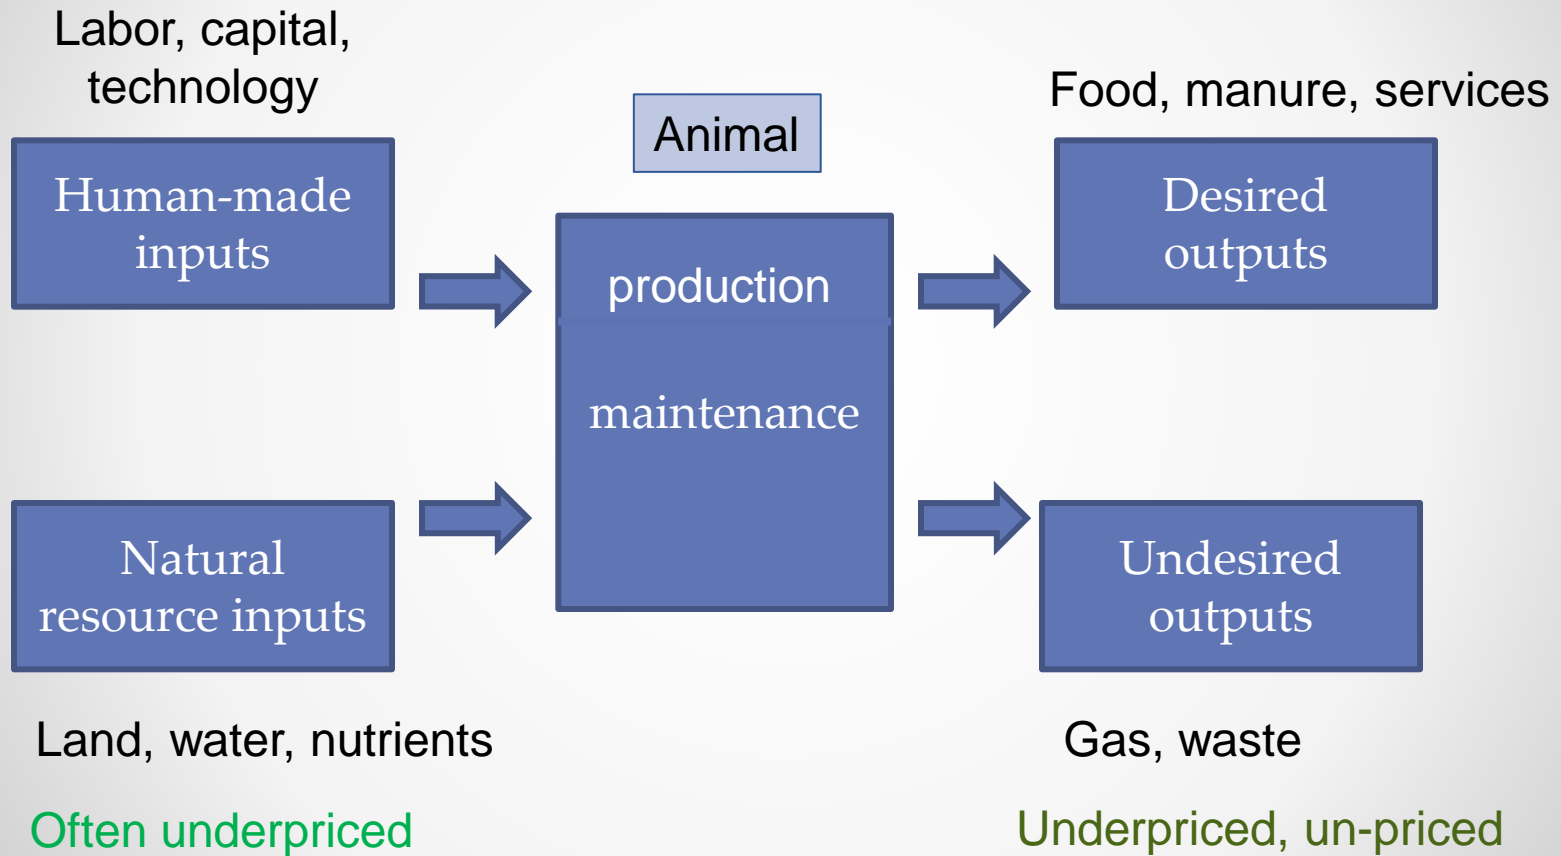 Labor, capital,
technology
Human-made
inputs
Natural
resource inputs
Land, water, nutrients
Often underpriced
Animal
production
maintenance
Food, manure, services
Desired
outputs
Undesired
outputs
Gas, waste
Underpriced, un-priced